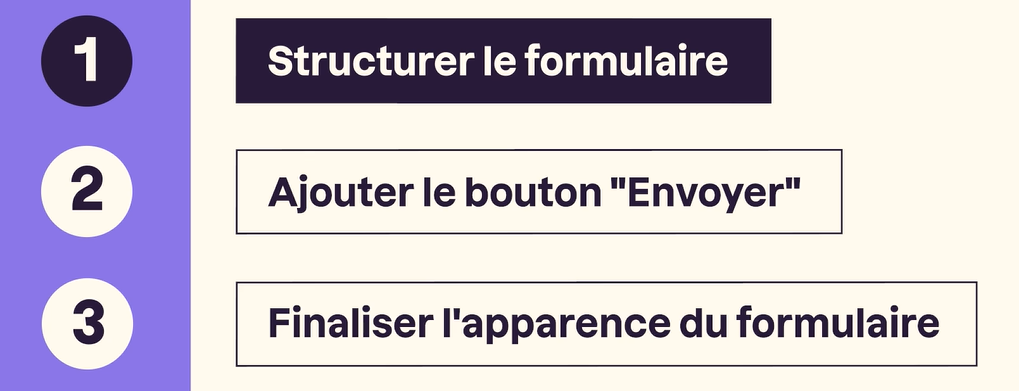 1 Structurer le formulaire
2 Ajouter le bouton "Envoyer"
3 Finaliser l'apparence du formulaire